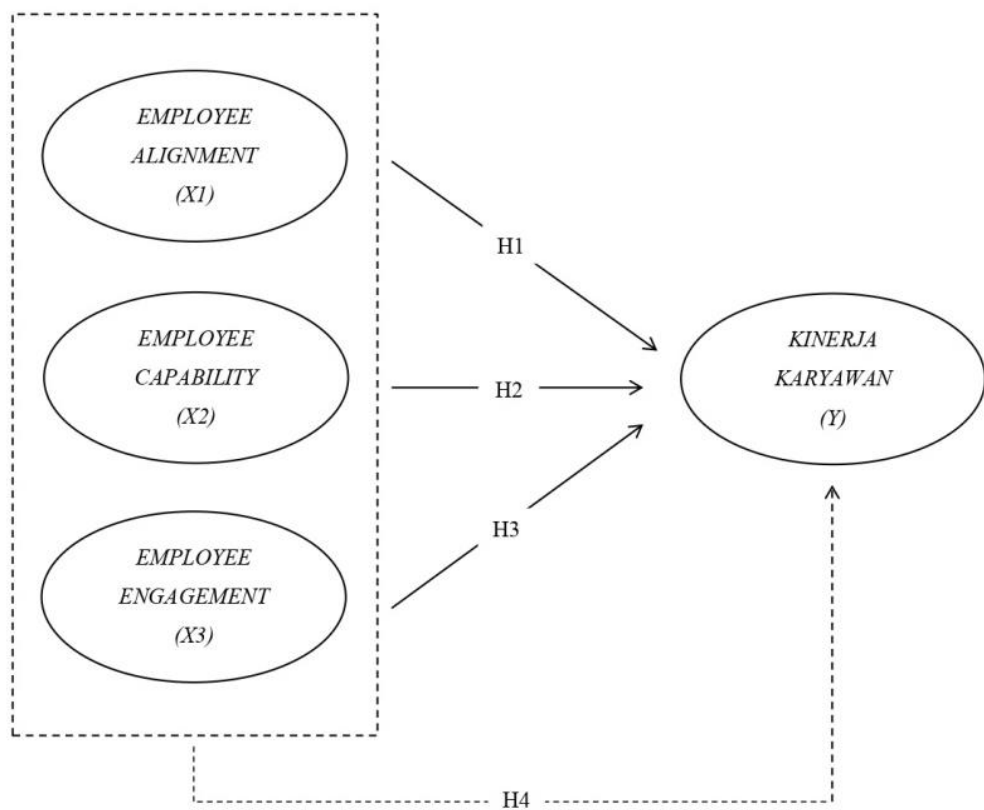 EMPLOYEE
ALIGNMENT
(X1)
H1
EMPLOYEE
CAPABILITY
(X2)
H2
KINERJA
KARYAWAN
(Y)
H3
EMPLOYEE
ENGAGEMENT
(X3)
H4